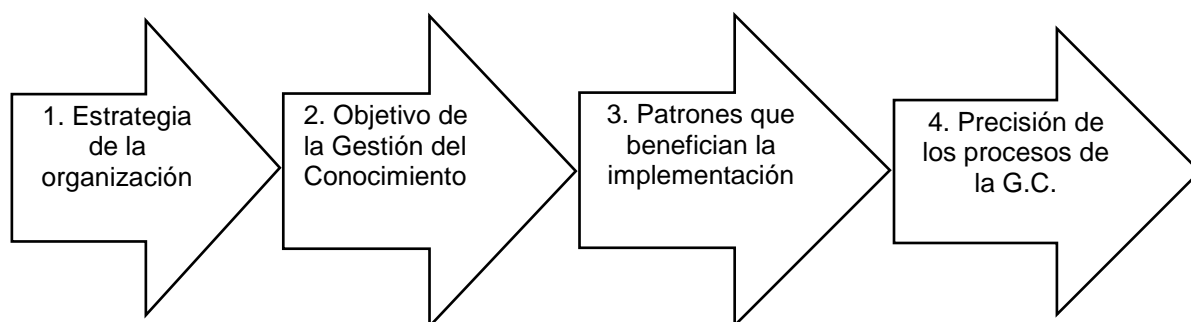 1. Estrategia
de la
organización
2. Objetivo de
la Gestión del
Conocimiento
3. Patrones que
benefician la
implementación
4. Precisión de
los procesos de
la G.C.